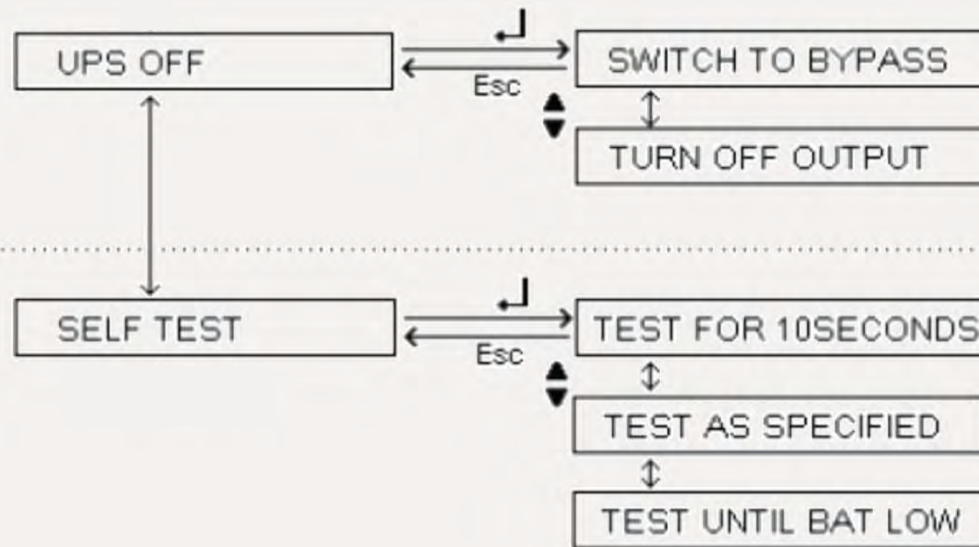 UPS OFF
Esc
SWITCH TO BYPASS
TURN OFF OUTPUT
SELF TEST
Esc
TEST FOR 10SECONDS
TEST AS SPECIFIED
TEST UNTIL BAT LOW